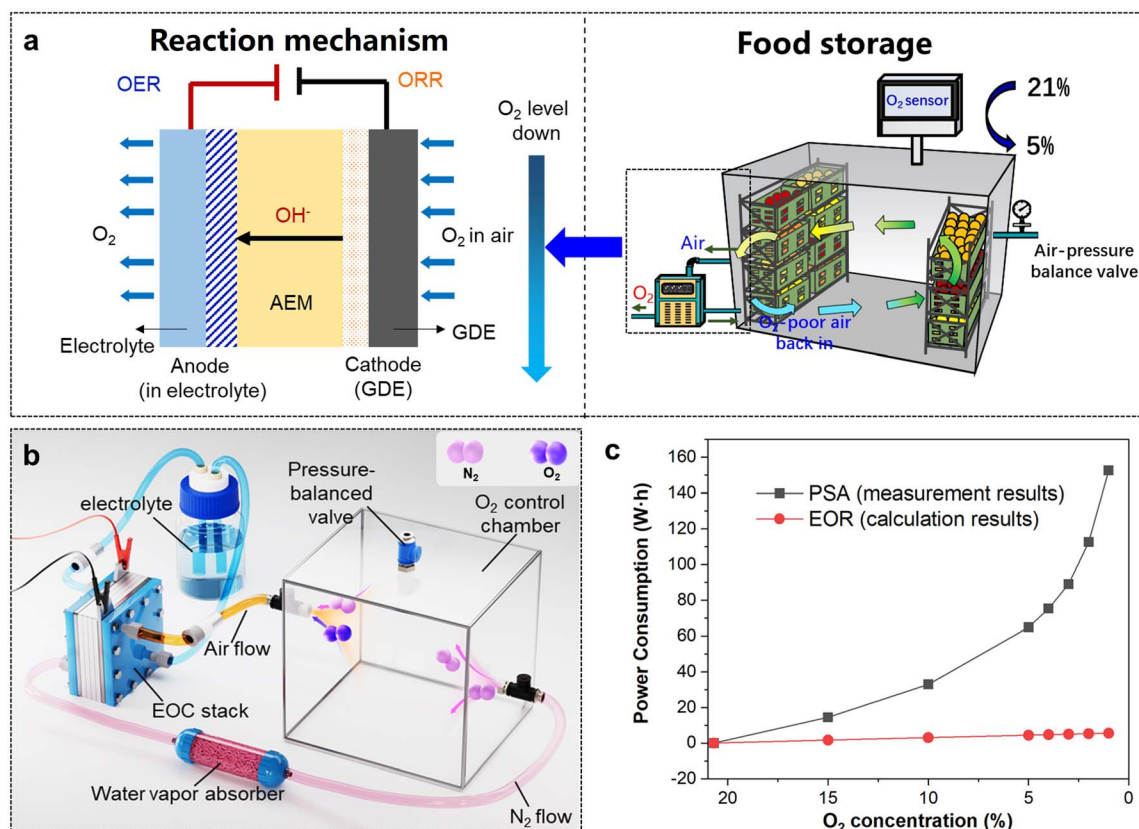 a
Reaction mechanism
OER
ORR
O₂
OH⁻
AEM
O₂ in air
Electrolyte
GDE
Anode
(in electrolyte)
Cathode
(GDE)
O₂ level
down
Food storage
O₂ sensor
21%
5%
Air
O₂
O₂-poor air
back in
Air-pressure
balance valve
b
electrolyte
Pressure-
balanced
valve
N₂
O₂
O₂ control
chamber
Air flow
EOC stack
Water vapor absorber
N₂ flow
c
PSA (measurement results)
EOR (calculation results)
Power Consumption (W·h)
160
140
120
100
80
60
40
20
0
-20
20
15
10
5
0
O₂ concentration (%)